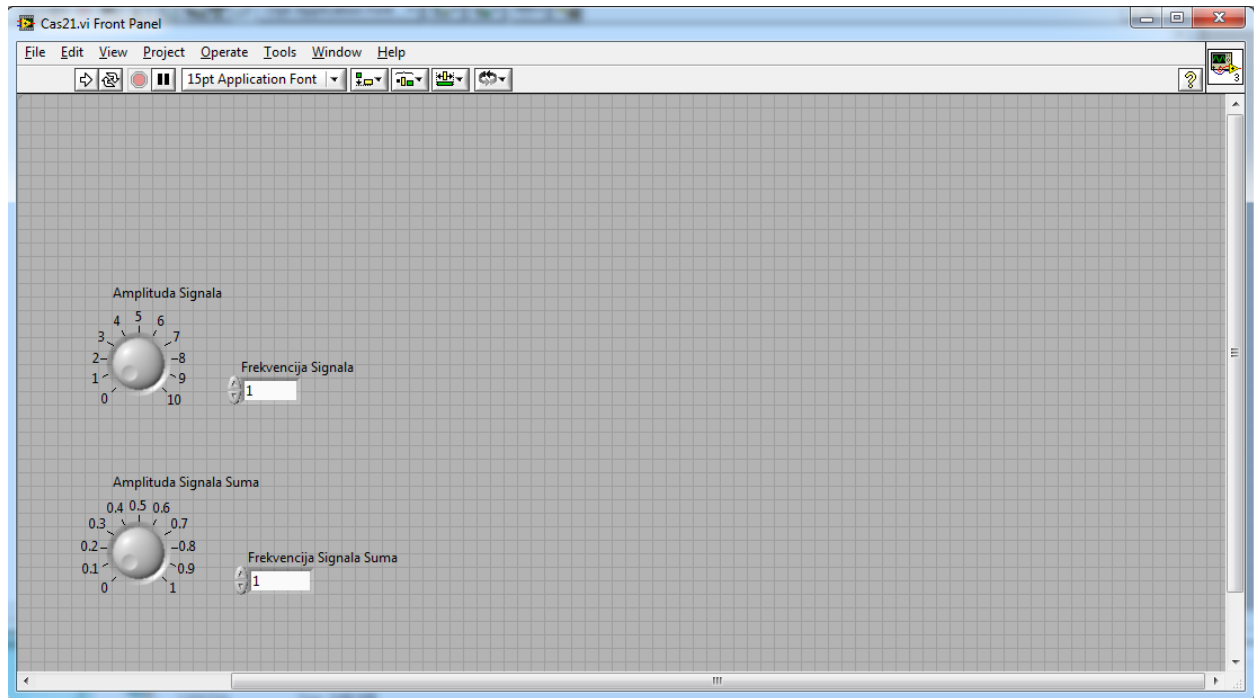 Cas21.vi Front Panel
File Edit View Project Operate Tools Window Help
15pt Application Font
?
3
Amplituda Signala
0 1 2 3 4 5 6 7 8 9 10
Frekvencija Signala
1
Amplituda Signala Suma
0 0.1 0.2 0.3 0.4 0.5 0.6 0.7 0.8 0.9 1
Frekvencija Signala Suma
1